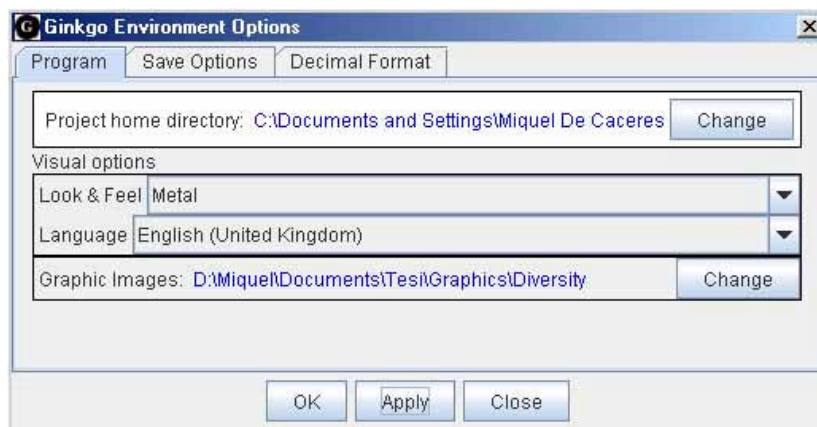 G Ginkgo Environment Options
Program Save Options Decimal Format
Project home directory: C:\Documents and Settings\Miquel De Caceres Change
Visual options
Look & Feel Metal
Language English (United Kingdom)
Graphic Images: D:\Miquel\Documents\Tesi\Graphics\Diversity Change
OK Apply Close